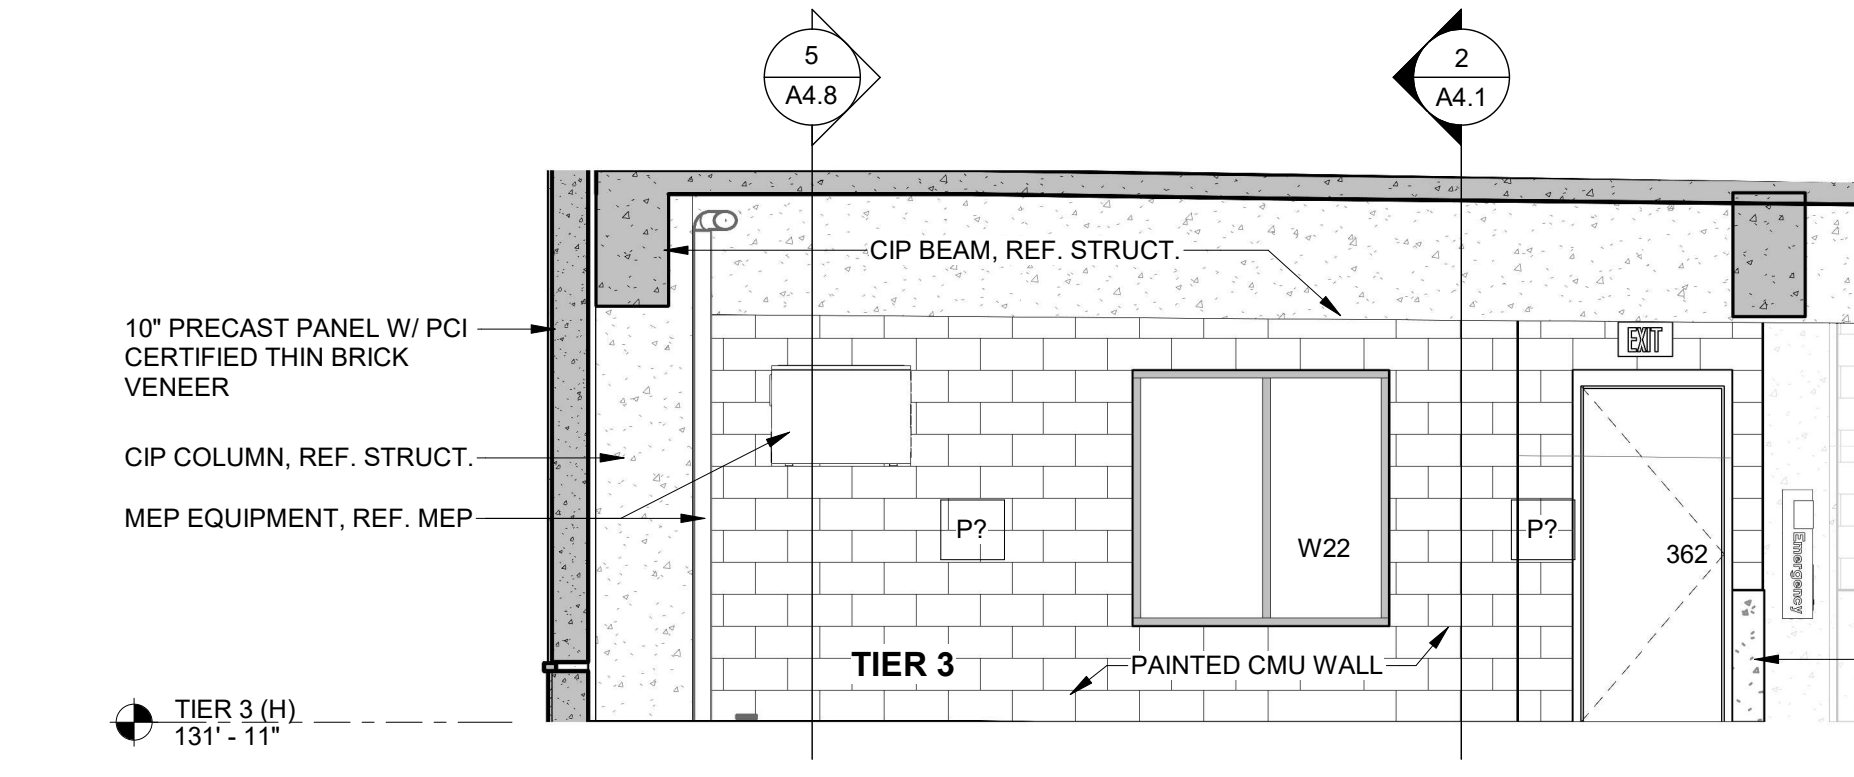 5
A4.8
2
A4.1
CIP BEAM, REF. STRUCT.
10" PRECAST PANEL W/ PCI
CERTIFIED THIN BRICK
VENEER
EXIT
CIP COLUMN, REF. STRUCT.
MEP EQUIPMENT, REF. MEP
P?
W22
P?
362
Emergency
TIER 3
PAINTED CMU WALL
TIER 3 (H)
131' - 11"